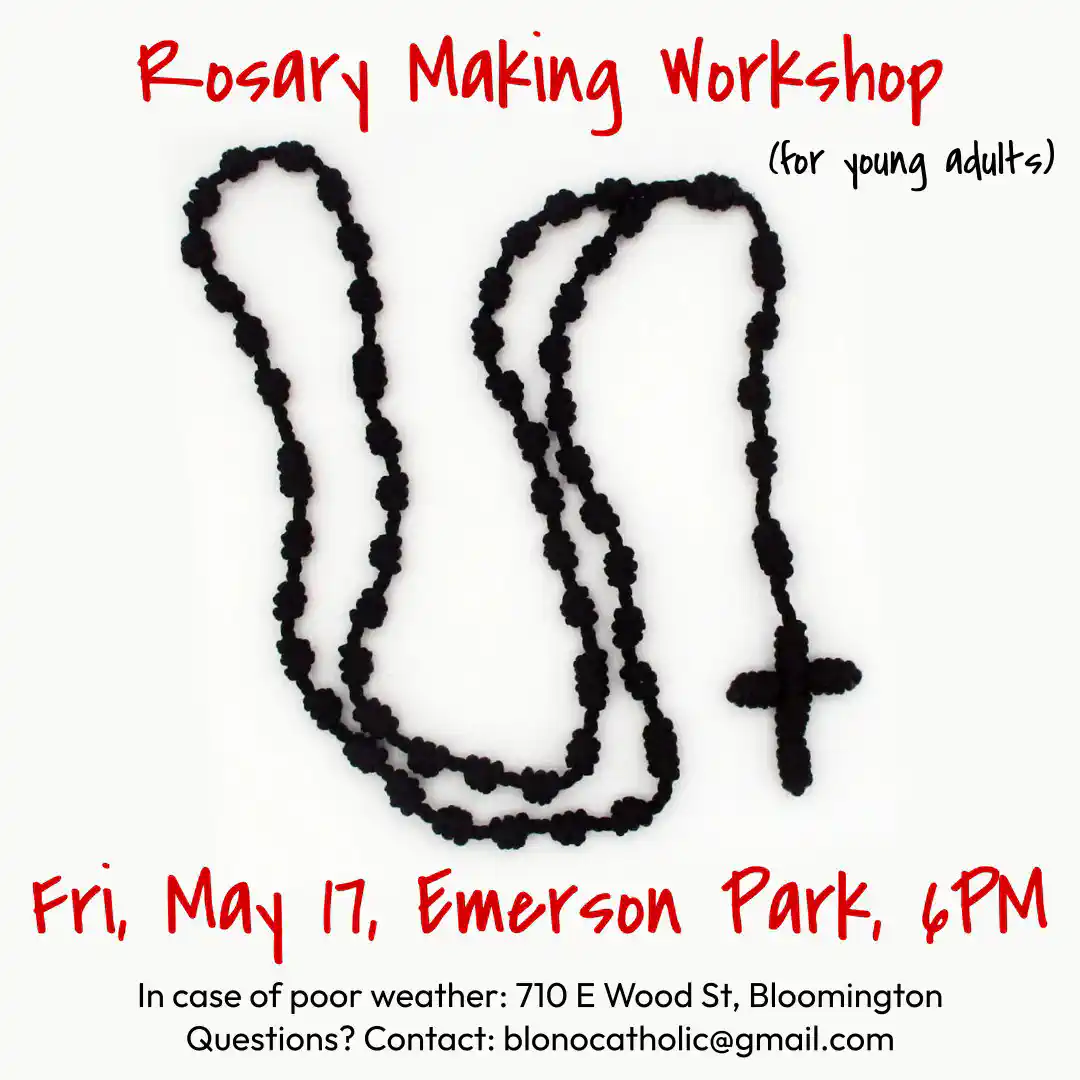 Rosary Making Workshop
(for young adults)
Fri, May 17, Emerson Park, 6PM
In case of poor weather: 710 E Wood St, Bloomington
Questions? Contact: blonocatholic@gmail.com